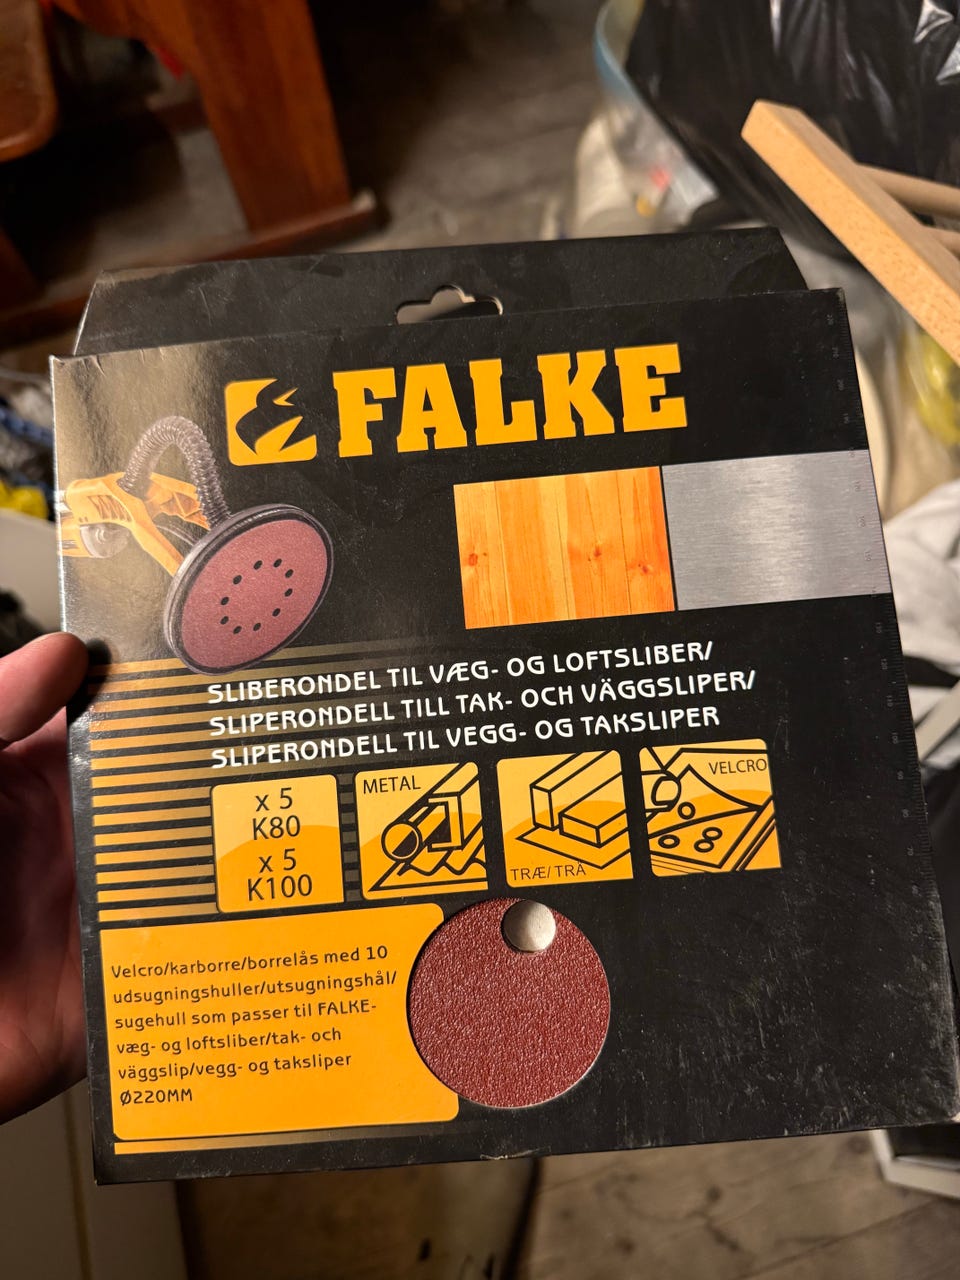 FALKE
SLIBERONDEL TIL VÆG- OG LOFTSLIBER/
SLIPERONDELL TILL TAK- OCH VÄGGSLIPER/
SLIPERONDELL TIL VEGG- OG TAKSLIPER
x 5
K80
x 5
K100
METAL
TRÆ/ TRÄ
VELCRO
Velcro/karborre/borrelås med 10
udsugningshuller/utsugningshål/
sugehull som passer til FALKE-
væg- og loftsliber/tak- och
väggslip/vegg- og taksliper
Ø220MM